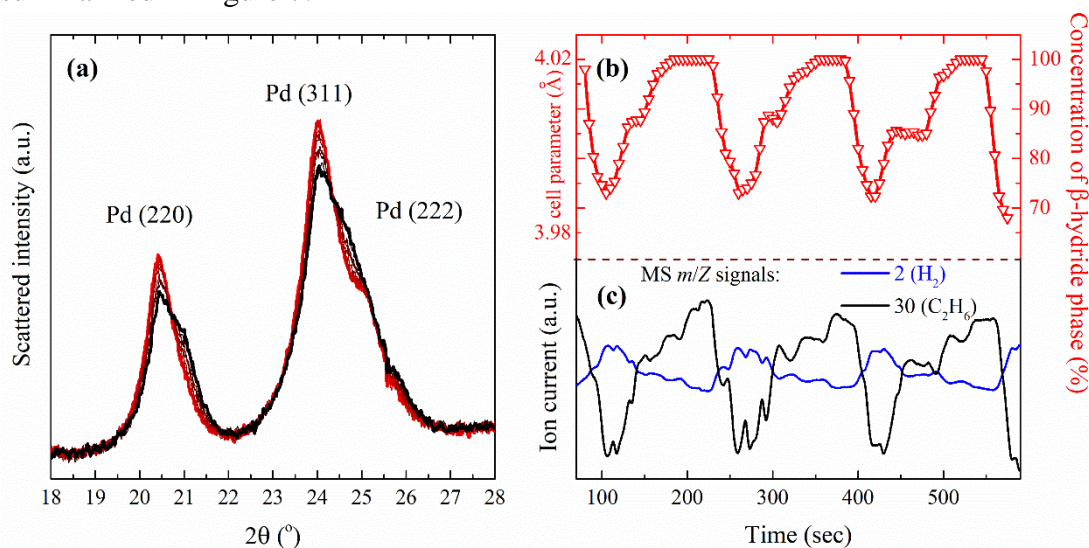 (a)
Pd (311)
Pd (220)
Pd (222)
Scattered intensity (a.u.)
18 19 20 21 22 23 24 25 26 27 28
2θ (°)
(b)
4.02
3.98
cell parameter (Å)
100
90
80
70
Concentration of β-hydride phase (%)
(c)
MS m/Z signals:
2 (H₂)
30 (C₂H₆)
Ion current (a.u.)
100 200 300 400 500
Time (sec)